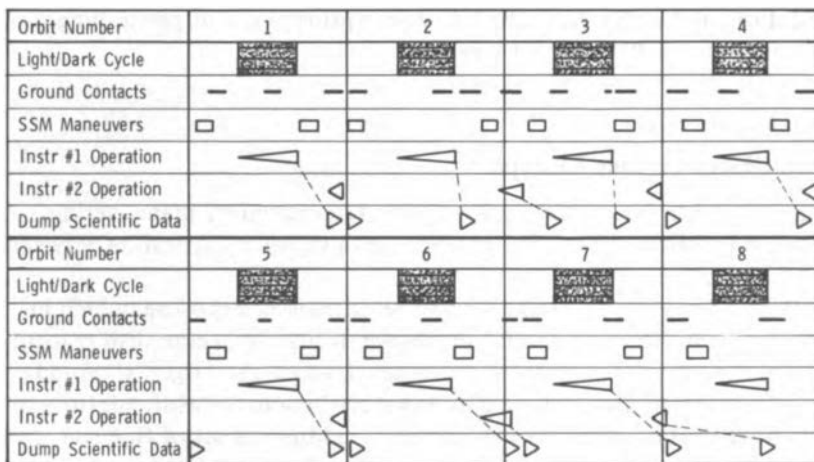 Orbit Number 1 2 3 4
Light/Dark Cycle
Ground Contacts
SSM Maneuvers
Instr #1 Operation
Instr #2 Operation
Dump Scientific Data
Orbit Number 5 6 7 8
Light/Dark Cycle
Ground Contacts
SSM Maneuvers
Instr #1 Operation
Instr #2 Operation
Dump Scientific Data